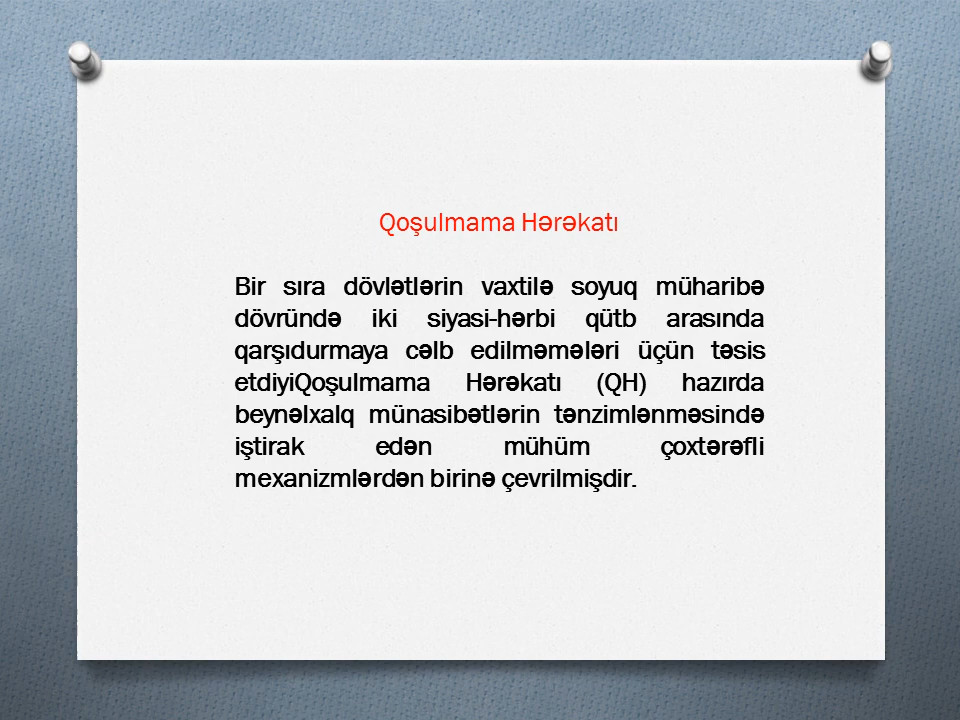 Qoşulmama Hərəkatı
Bir sıra dövlətlərin vaxtilə soyuq müharibə
dövründə iki siyasi-hərbi qütb arasında
qarşıdurmaya cəlb edilməmələri üçün təsis
etdiyiQoşulmama Hərəkatı (QH) hazırda
beynəlxalq münasibətlərin tənzimlənməsində
iştirak edən mühüm çoxtərəfli
mexanizmlərdən birinə çevrilmişdir.